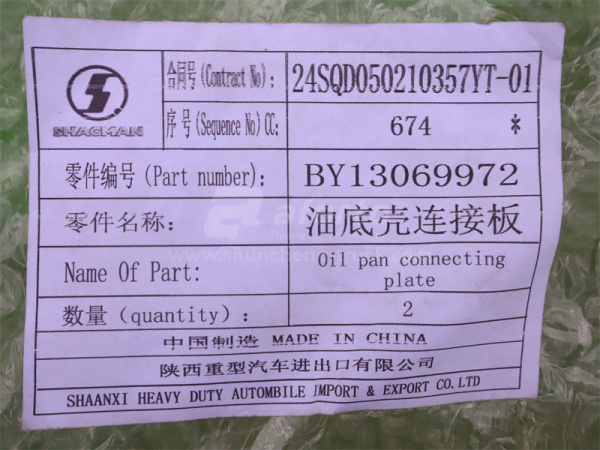 SHACMAN
合同号(Contract No): 24SQD050210357YT-01
序号(Sequence No)CC: 674 *
零件编号(Part number): BY13069972
零件名称: 油底壳连接板
Name Of Part: Oil pan connecting
plate
数量(quantity): 2
中国制造 MADE IN CHINA
陕西重型汽车进出口有限公司
SHAANXI HEAVY DUTY AUTOMBILE IMPORT & EXPORT CO.LTD